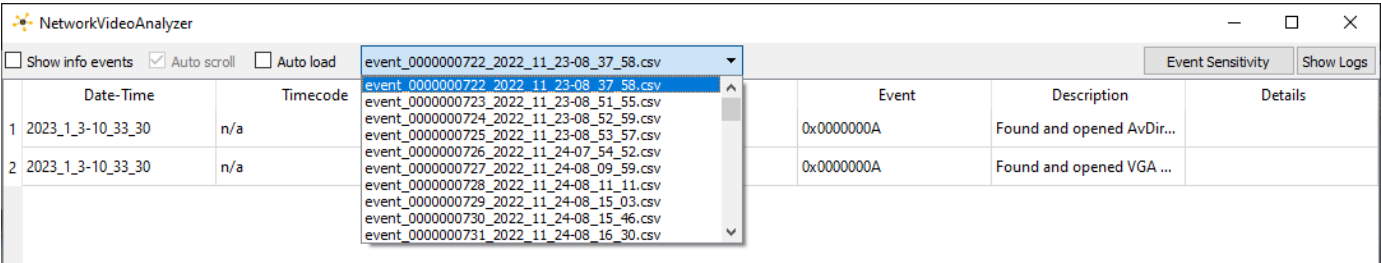 NetworkVideoAnalyzer
Show info events Auto scroll Auto load event_0000000722_2022_11_23-08_37_58.csv Event Sensitivity Show Logs
Date-Time Timecode Event Description Details
event_0000000722_2022_11_23-08_37_58.csv
event_0000000723_2022_11_23-08_51_55.csv
event_0000000724_2022_11_23-08_52_59.csv
event_0000000725_2022_11_23-08_53_57.csv
event_0000000726_2022_11_24-07_54_52.csv
event_0000000727_2022_11_24-08_09_59.csv
event_0000000728_2022_11_24-08_11_11.csv
event_0000000729_2022_11_24-08_15_03.csv
event_0000000730_2022_11_24-08_15_46.csv
event_0000000731_2022_11_24-08_16_30.csv
1 2023_1_3-10_33_30 n/a 0x0000000A Found and opened AvDir...
2 2023_1_3-10_33_30 n/a 0x0000000A Found and opened VGA ...